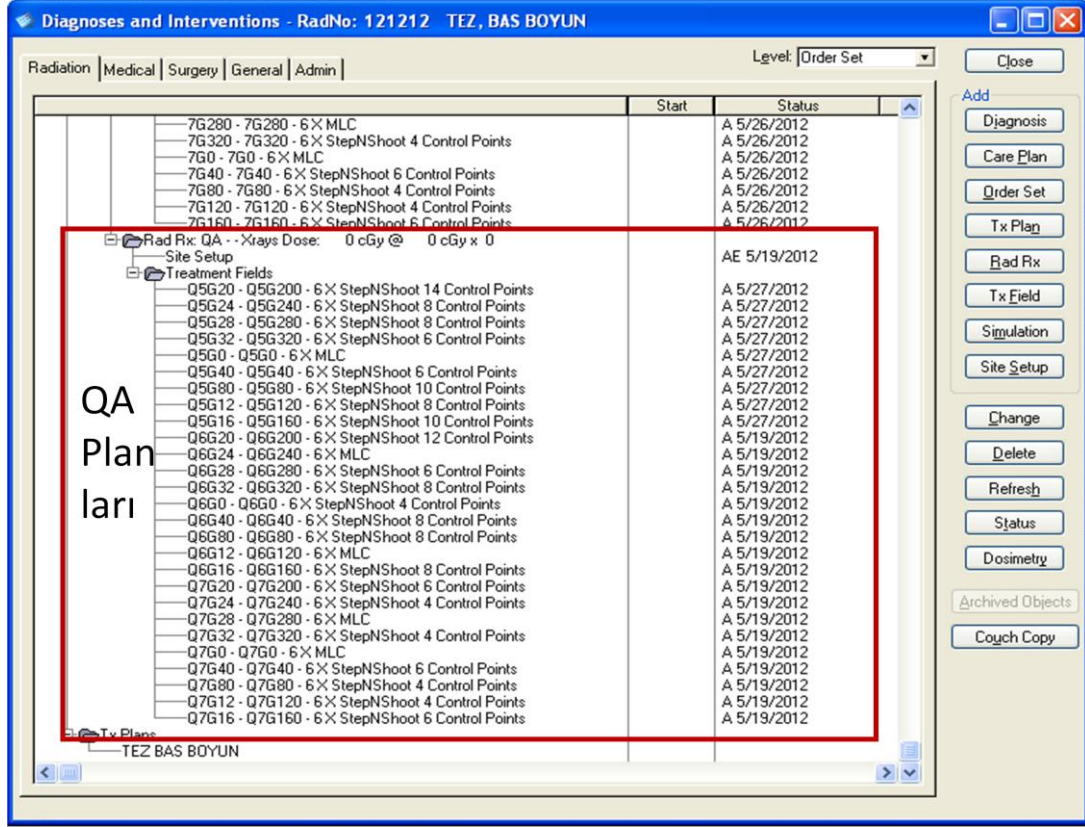 Diagnoses and Interventions - RadNo: 121212 TEZ, BAS BOYUN
Radiation Medical Surgery General Admin
Level: Order Set
Start Status
7G280 - 7G280 - 6X MLC A 5/26/2012
7G320 - 7G320 - 6X StepNShoot 4 Control Points A 5/26/2012
7G0 - 7G0 - 6X MLC A 5/26/2012
7G40 - 7G40 - 6X StepNShoot 6 Control Points A 5/26/2012
7G80 - 7G80 - 6X StepNShoot 4 Control Points A 5/26/2012
7G120 - 7G120 - 6X StepNShoot 4 Control Points A 5/26/2012
7G160 - 7G160 - 6X StepNShoot 6 Control Points A 5/26/2012
Rad Rx: QA - - Xrays Dose: 0 cGy @ 0 cGy x 0
Site Setup AE 5/19/2012
Treatment Fields
Q5G20 - Q5G200 - 6X StepNShoot 14 Control Points A 5/27/2012
Q5G24 - Q5G240 - 6X StepNShoot 8 Control Points A 5/27/2012
Q5G28 - Q5G280 - 6X StepNShoot 8 Control Points A 5/27/2012
Q5G32 - Q5G320 - 6X StepNShoot 6 Control Points A 5/27/2012
Q5G0 - Q5G0 - 6X MLC A 5/27/2012
Q5G40 - Q5G40 - 6X StepNShoot 6 Control Points A 5/27/2012
Q5G80 - Q5G80 - 6X StepNShoot 10 Control Points A 5/27/2012
Q5G12 - Q5G120 - 6X StepNShoot 8 Control Points A 5/27/2012
Q5G16 - Q5G160 - 6X StepNShoot 10 Control Points A 5/27/2012
Q6G20 - Q6G200 - 6X StepNShoot 12 Control Points A 5/19/2012
Q6G24 - Q6G240 - 6X MLC A 5/19/2012
Q6G28 - Q6G280 - 6X StepNShoot 6 Control Points A 5/19/2012
Q6G32 - Q6G320 - 6X StepNShoot 8 Control Points A 5/19/2012
Q6G0 - Q6G0 - 6X StepNShoot 4 Control Points A 5/19/2012
Q6G40 - Q6G40 - 6X StepNShoot 8 Control Points A 5/19/2012
Q6G80 - Q6G80 - 6X StepNShoot 8 Control Points A 5/19/2012
Q6G12 - Q6G120 - 6X MLC A 5/19/2012
Q6G16 - Q6G160 - 6X StepNShoot 8 Control Points A 5/19/2012
Q7G20 - Q7G200 - 6X StepNShoot 6 Control Points A 5/19/2012
Q7G24 - Q7G240 - 6X StepNShoot 4 Control Points A 5/19/2012
Q7G28 - Q7G280 - 6X MLC A 5/19/2012
Q7G32 - Q7G320 - 6X StepNShoot 4 Control Points A 5/19/2012
Q7G0 - Q7G0 - 6X MLC A 5/19/2012
Q7G40 - Q7G40 - 6X StepNShoot 6 Control Points A 5/19/2012
Q7G80 - Q7G80 - 6X StepNShoot 4 Control Points A 5/19/2012
Q7G12 - Q7G120 - 6X StepNShoot 4 Control Points A 5/19/2012
Q7G16 - Q7G160 - 6X StepNShoot 6 Control Points A 5/19/2012
Tx Plans
TEZ BAS BOYUN
QA
Plan
ları
Close
Add
Diagnosis
Care Plan
Order Set
Tx Plan
Rad Rx
Tx Field
Simulation
Site Setup
Change
Delete
Refresh
Status
Dosimetry
Archived Objects
Couch Copy